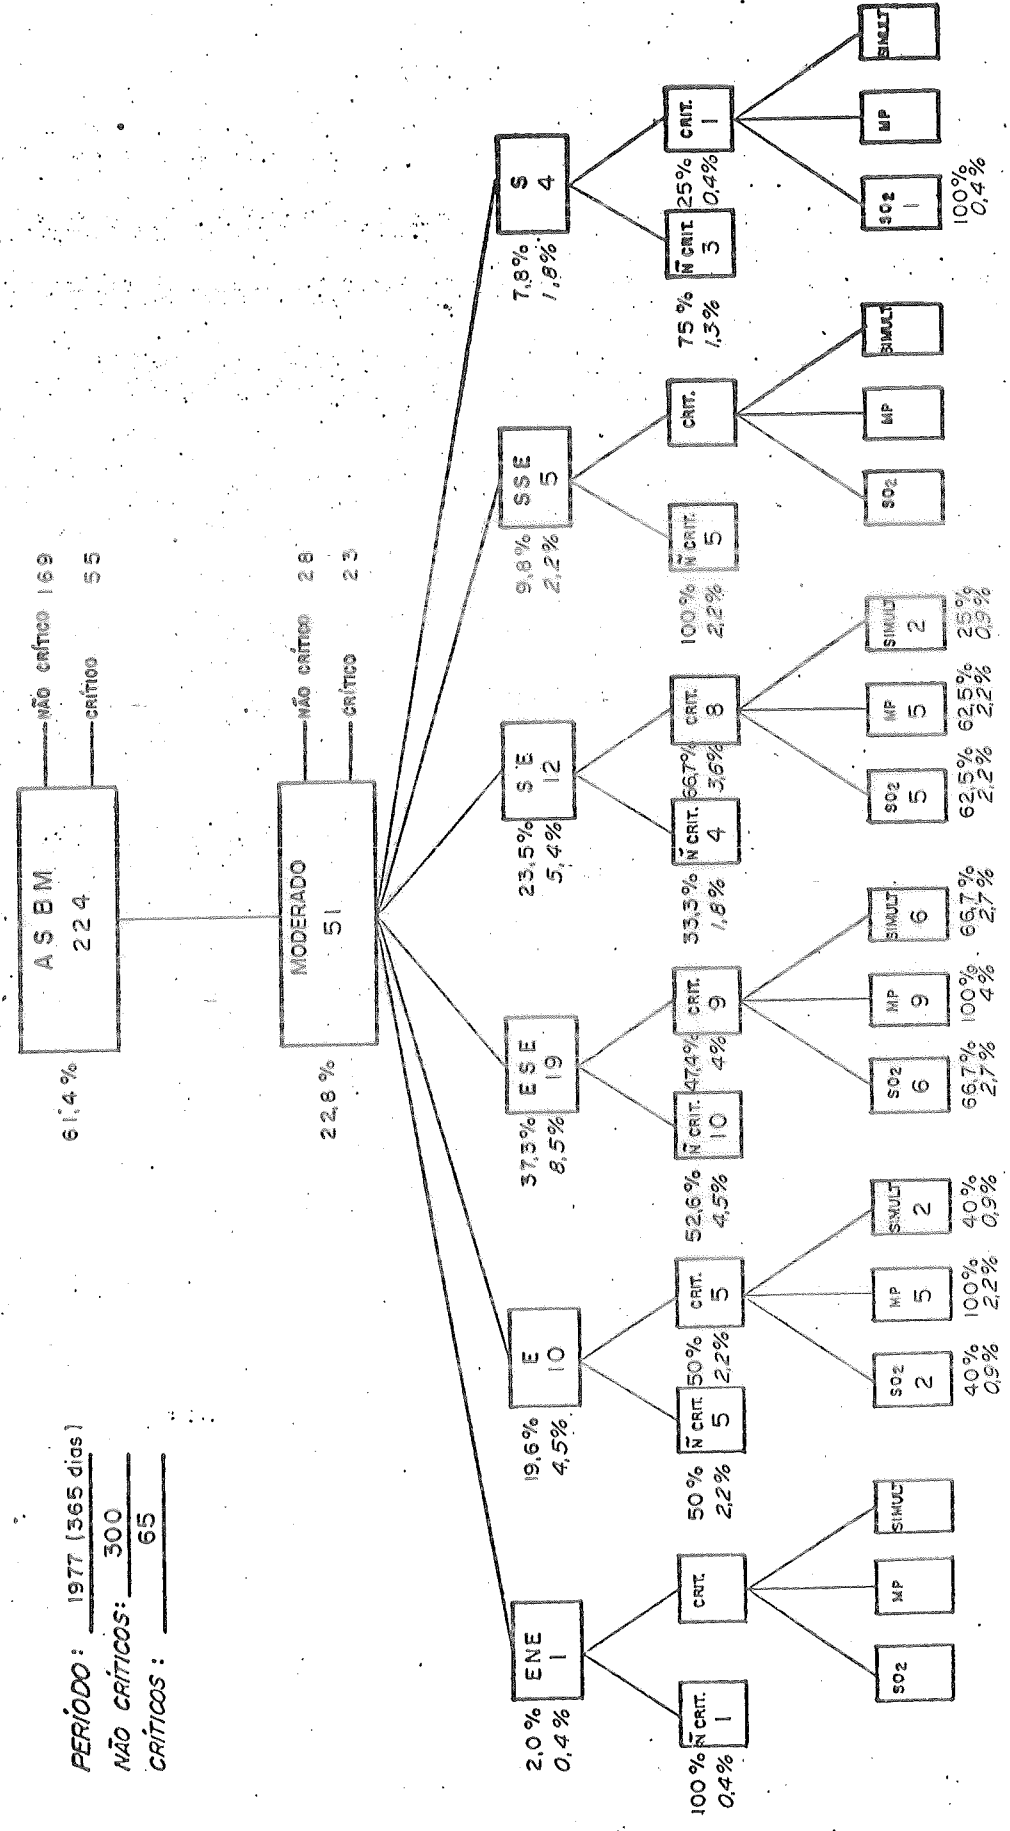 PERÍODO: 1977 (365 dias)
NÃO CRÍTICOS: 300
CRÍTICOS: 65
ASBM
224
61,4%
NÃO CRÍTICO 169
CRÍTICO 55
MODERADO
51
22,8%
NÃO CRÍTICO 28
CRÍTICO 23
ENE
1
2,0%
0,4%
E
10
19,6%
4,5%
ESE
19
37,3%
8,5%
SE
12
23,5%
5,4%
SSE
5
9,8%
2,2%
S
4
7,8%
1,8%
Ñ CRIT.
1
100%
0,4%
CRIT.
Ñ CRIT.
5
50%
2,2%
CRIT.
5
50%
2,2%
Ñ CRIT.
10
52,6%
4,5%
CRIT.
9
47,4%
4%
Ñ CRIT.
4
33,3%
1,8%
CRIT.
8
66,7%
3,6%
Ñ CRIT.
5
100%
2,2%
CRIT.
Ñ CRIT.
3
75%
1,3%
CRIT.
1
25%
0,4%
SO2
MP
SIMULT
SO2
2
40%
0,9%
MP
5
100%
2,2%
SIMULT
2
40%
0,9%
SO2
6
66,7%
2,7%
MP
9
100%
4%
SIMULT
6
66,7%
2,7%
SO2
5
62,5%
2,2%
MP
5
62,5%
2,2%
SIMULT
2
25%
0,9%
SO2
MP
SIMULT
SO2
1
100%
0,4%
MP
SIMULT